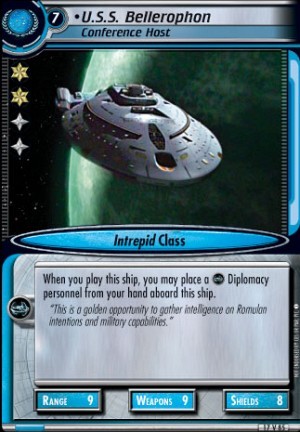 7
•U.S.S. Bellerophon
Conference Host
Intrepid Class
When you play this ship, you may place a Diplomacy
personnel from your hand aboard this ship.
"This is a golden opportunity to gather intelligence on Romulan
intentions and military capabilities."
RANGE 9 WEAPONS 9 SHIELDS 8
17 V 65